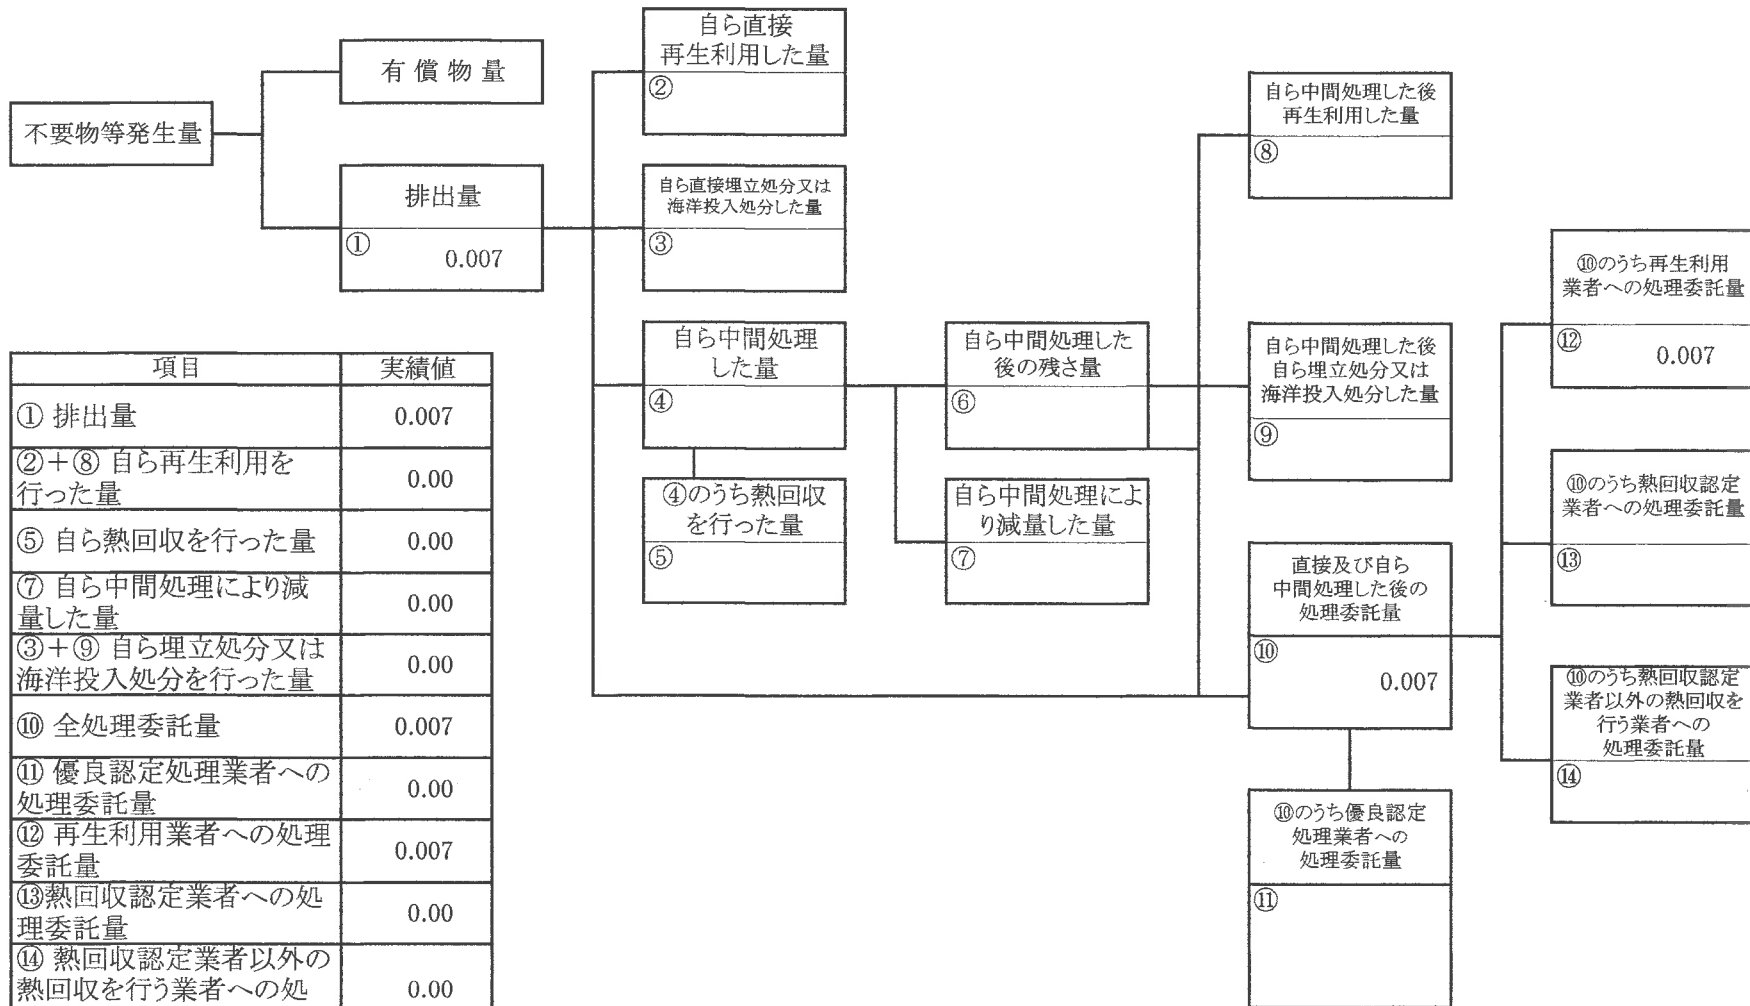 不要物等発生量
有償物量
排出量
①
0.007
自ら直接
再生利用した量
②
自ら直接埋立処分又は
海洋投入処分した量
③
自ら中間処理
した量
④
④のうち熱回収
を行った量
⑤
自ら中間処理した
後の残さ量
⑥
自ら中間処理によ
り減量した量
⑦
自ら中間処理した後
再生利用した量
⑧
自ら中間処理した後
自ら埋立処分又は
海洋投入処分した量
⑨
直接及び自ら
中間処理した後の
処理委託量
⑩
0.007
⑩のうち優良認定
処理業者への
処理委託量
⑪
⑩のうち再生利用
業者への処理委託量
⑫
0.007
⑩のうち熱回収認定
業者への処理委託量
⑬
⑩のうち熱回収認定
業者以外の熱回収を
行う業者への
処理委託量
⑭
項目 実績値
① 排出量 0.007
②+⑧ 自ら再生利用を
行った量 0.00
⑤ 自ら熱回収を行った量 0.00
⑦ 自ら中間処理により減
量した量 0.00
③+⑨ 自ら埋立処分又は
海洋投入処分を行った量 0.00
⑩ 全処理委託量 0.007
⑪ 優良認定処理業者への
処理委託量 0.00
⑫ 再生利用業者への処理
委託量 0.007
⑬熱回収認定業者への処
理委託量 0.00
⑭ 熱回収認定業者以外の
熱回収を行う業者への処 0.00